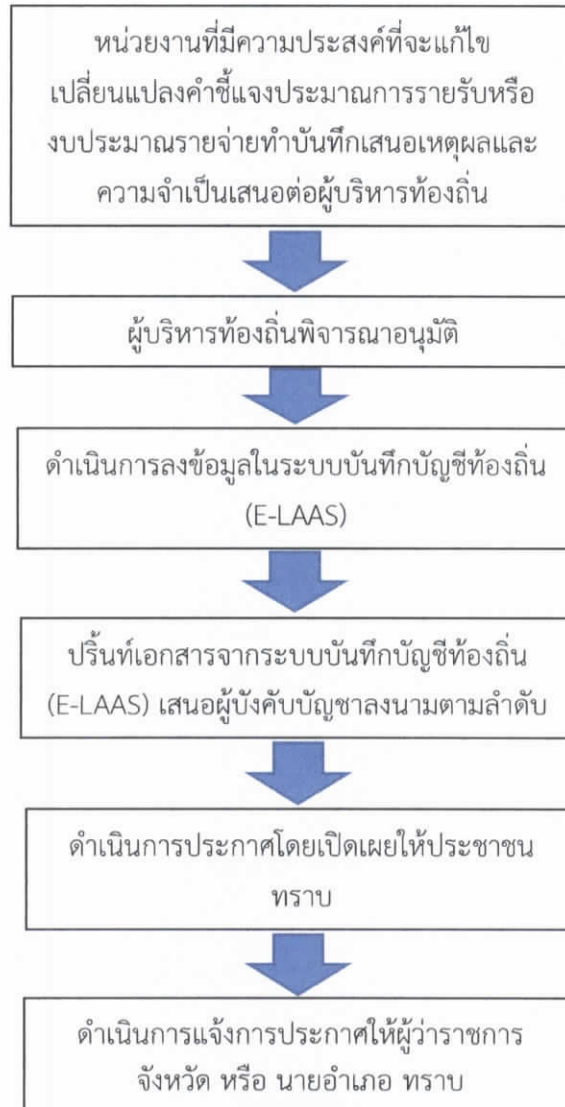 หน่วยงานที่มีความประสงค์ที่จะแก้ไข
เปลี่ยนแปลงคำชี้แจงประมาณการรายรับหรือ
งบประมาณรายจ่ายทำบันทึกเสนอเหตุผลและ
ความจำเป็นเสนอต่อผู้บริหารท้องถิ่น
ผู้บริหารท้องถิ่นพิจารณาอนุมัติ
ดำเนินการลงข้อมูลในระบบบันทึกบัญชีท้องถิ่น
(E-LAAS)
ปริ้นท์เอกสารจากระบบบันทึกบัญชีท้องถิ่น
(E-LAAS) เสนอผู้บังคับบัญชาลงนามตามลำดับ
ดำเนินการประกาศโดยเปิดเผยให้ประชาชน
ทราบ
ดำเนินการแจ้งการประกาศให้ผู้ว่าราชการ
จังหวัด หรือ นายอำเภอ ทราบ